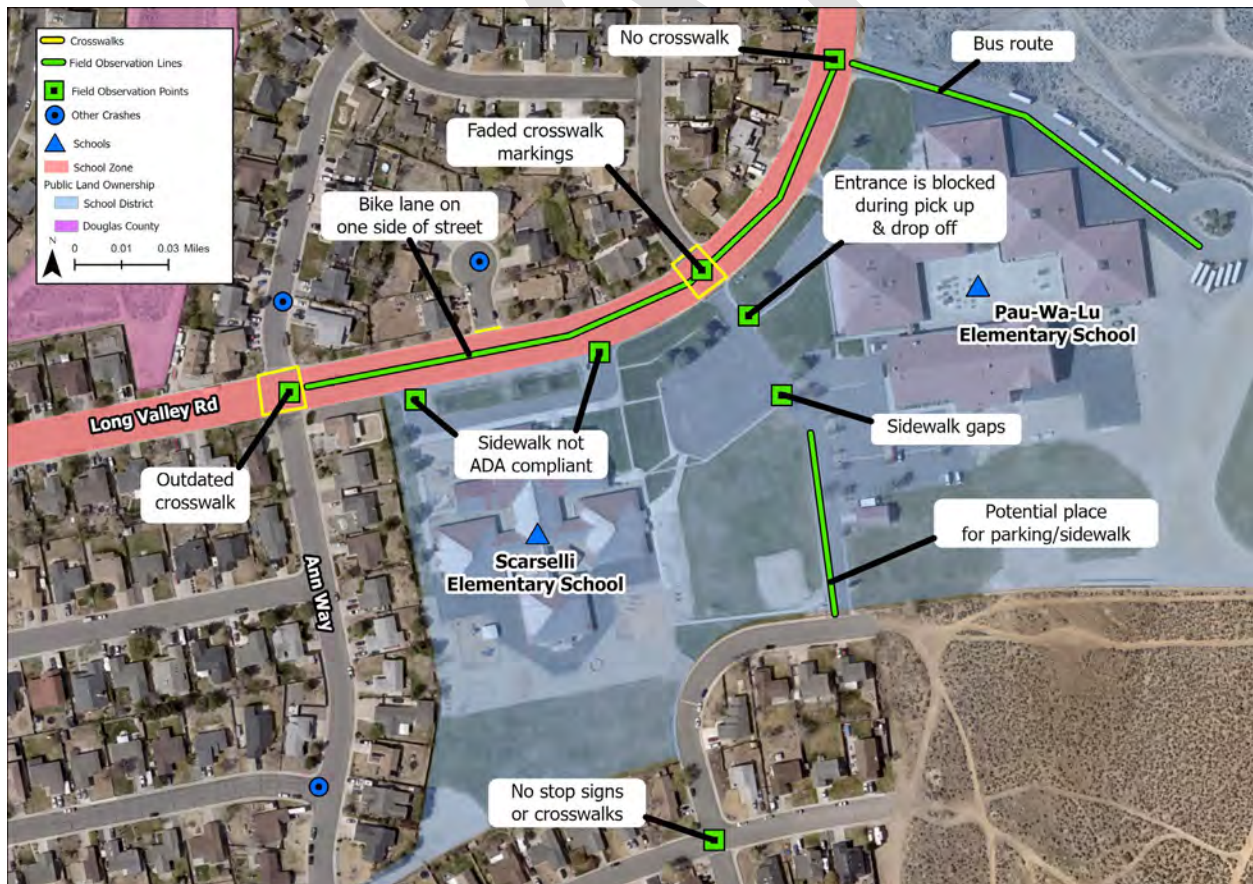 Crosswalks
Field Observation Lines
Field Observation Points
Other Crashes
Schools
School Zone
Public Land Ownership
School District
Douglas County
N
0 0.01 0.03 Miles
No crosswalk
Bus route
Faded crosswalk
markings
Entrance is blocked
during pick up
& drop off
Bike lane on
one side of street
Pau-Wa-Lu
Elementary School
Long Valley Rd
Sidewalk not
ADA compliant
Sidewalk gaps
Outdated
crosswalk
Potential place
for parking/sidewalk
Scarselli
Elementary School
Ann Way
No stop signs
or crosswalks